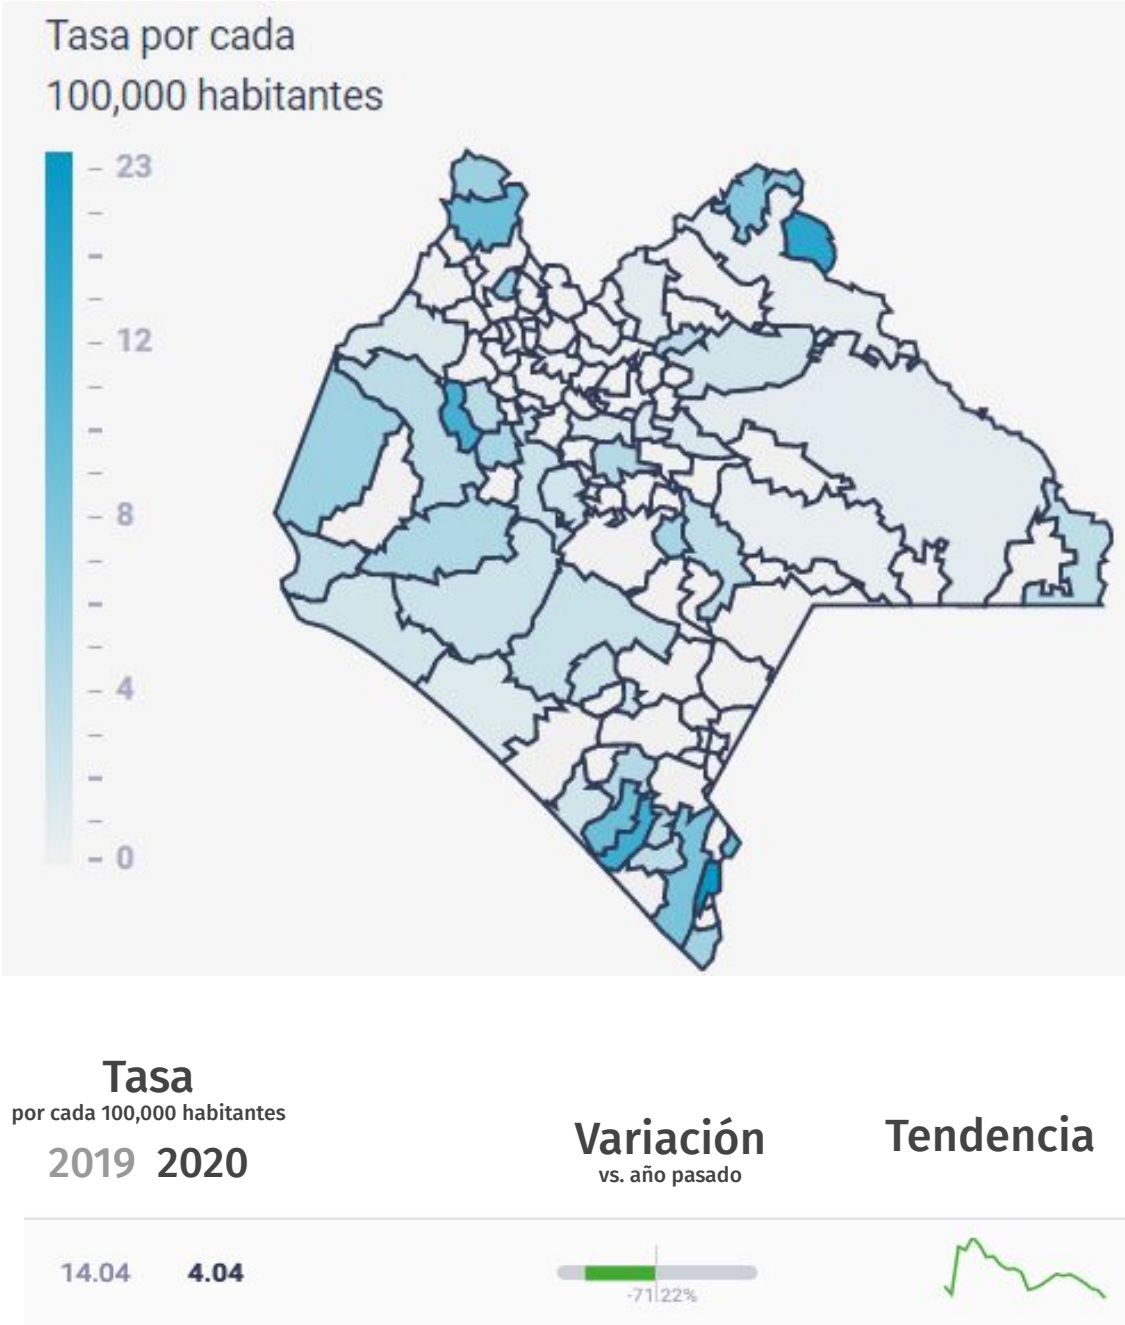 Tasa por cada
100,000 habitantes
23
12
8
4
0
Tasa
por cada 100,000 habitantes
2019 2020
Variación
vs. año pasado
Tendencia
14.04 4.04
-71.22%